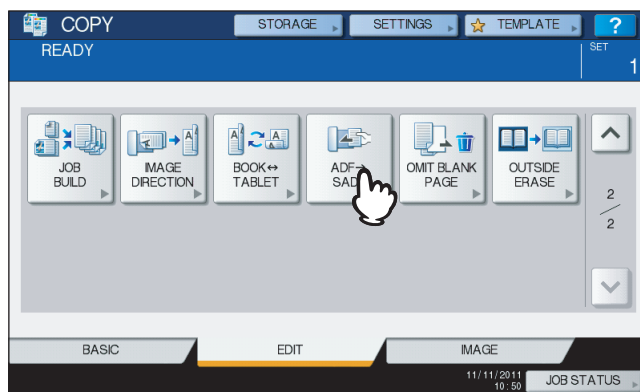 COPY
STORAGE
SETTINGS
TEMPLATE
?
READY
SET
1
JOB
BUILD
IMAGE
DIRECTION
BOOK↔
TABLET
ADF→
SAD
OMIT BLANK
PAGE
OUTSIDE
ERASE
2
2
BASIC
EDIT
IMAGE
11/11/2011
10:50
JOB STATUS